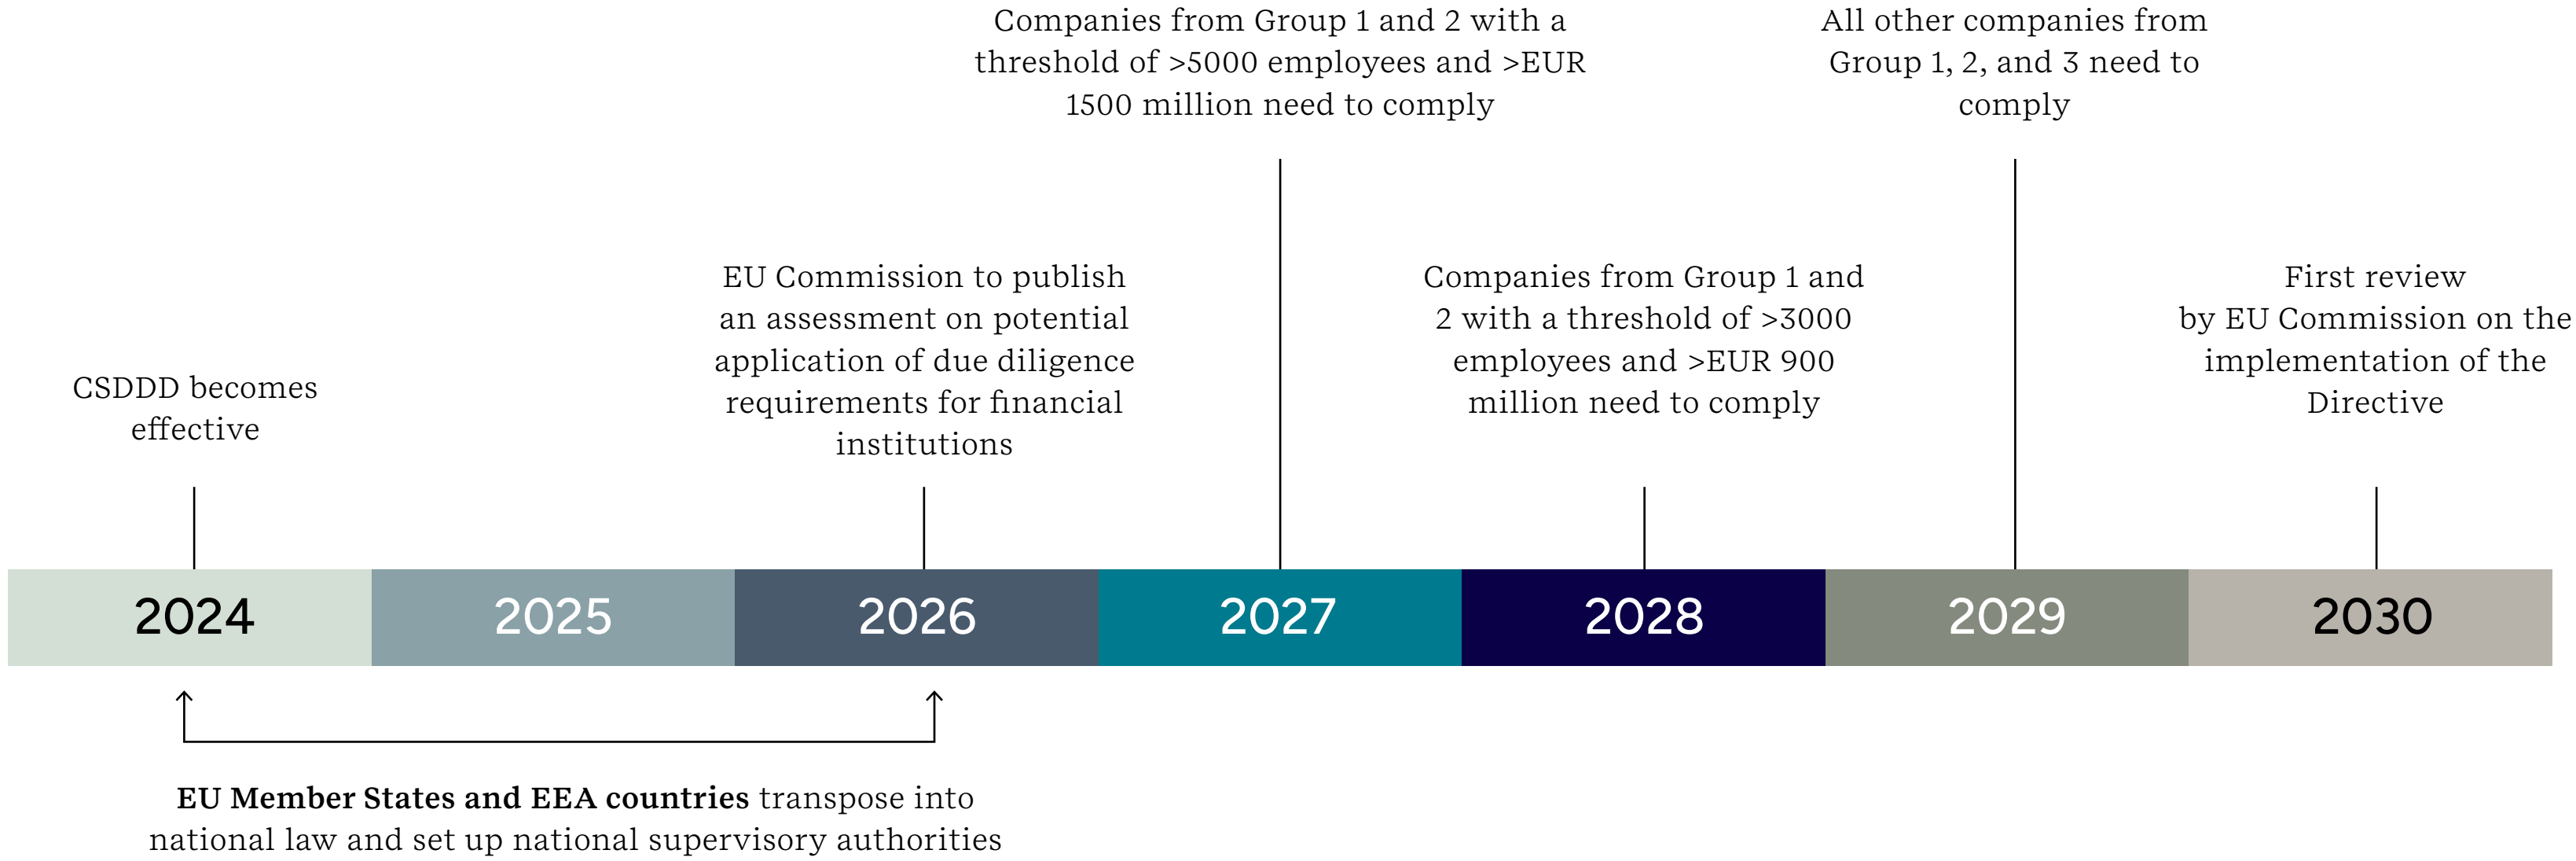 Companies from Group 1 and 2 with a
threshold of >5000 employees and >EUR
1500 million need to comply
All other companies from
Group 1, 2, and 3 need to
comply
CSDDD becomes
effective
EU Commission to publish
an assessment on potential
application of due diligence
requirements for financial
institutions
Companies from Group 1 and
2 with a threshold of >3000
employees and >EUR 900
million need to comply
First review
by EU Commission on the
implementation of the
Directive
2024
2025
2026
2027
2028
2029
2030
EU Member States and EEA countries transpose into
national law and set up national supervisory authorities